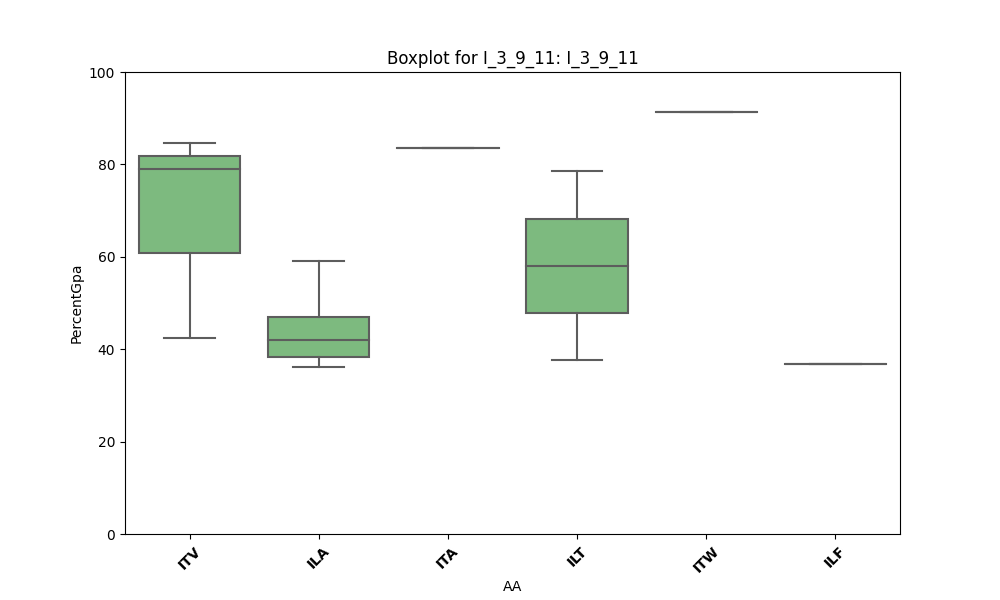 Boxplot for I_3_9_11: I_3_9_11
100
80
60
40
20
0
PercentGpa
ITV
ILA
ITA
ILT
ITW
ILF
AA